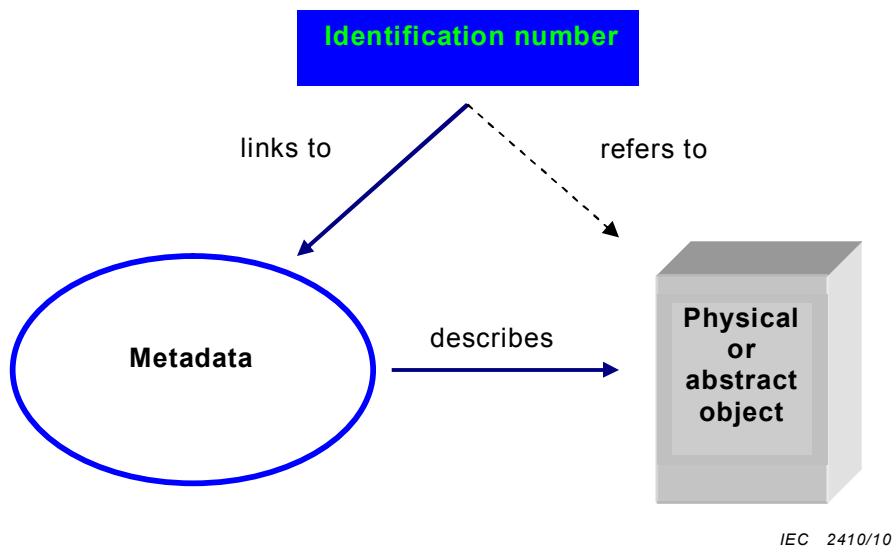 Identification number
links to
refers to
Metadata
describes
Physical
or
abstract
object
IEC 2410/10